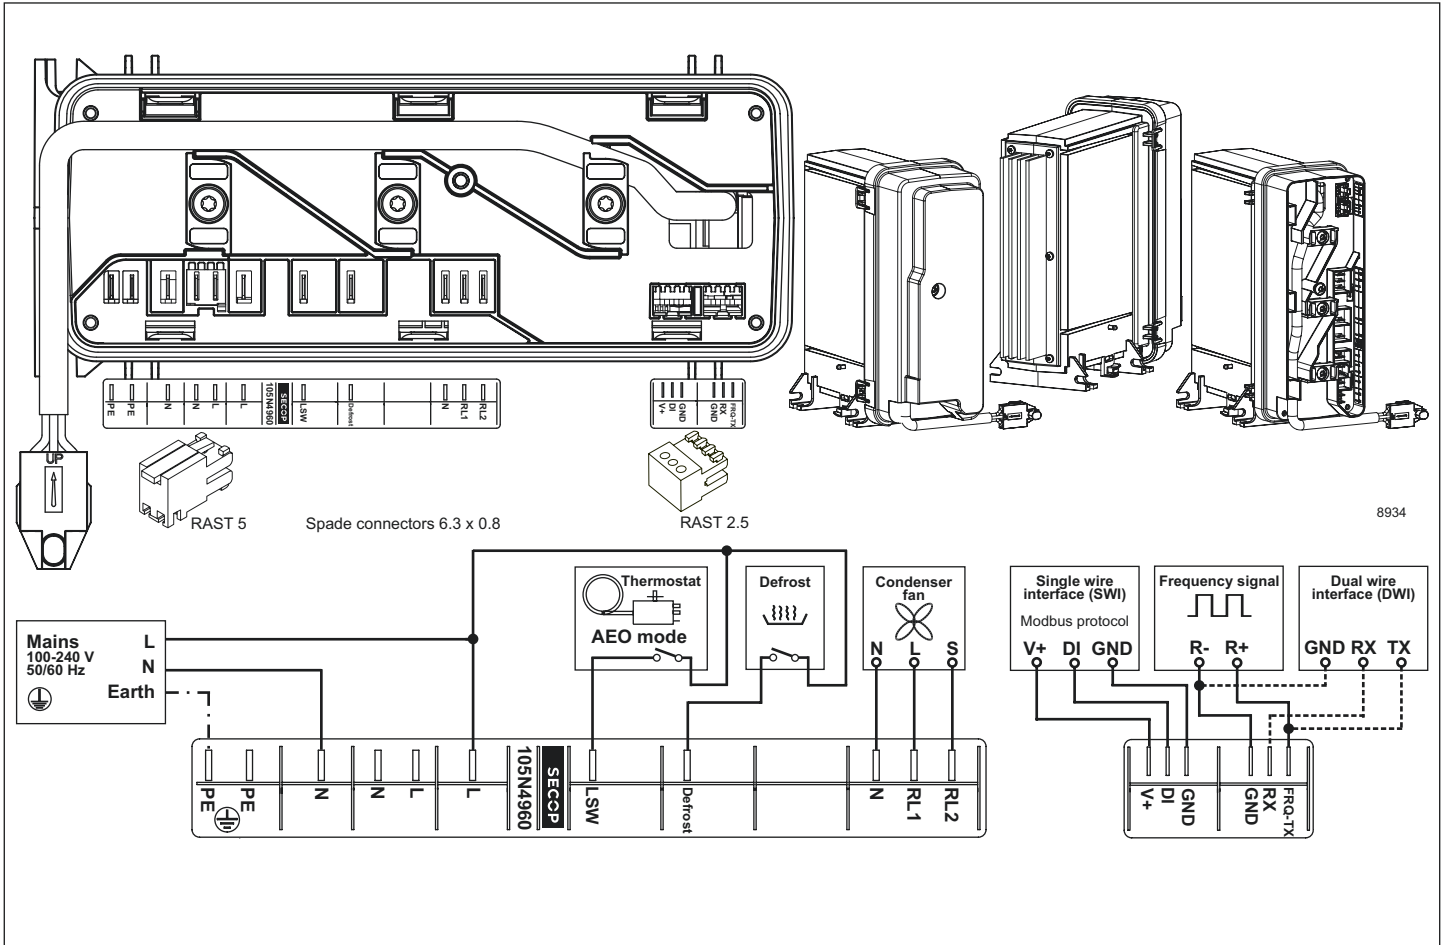 PE
PE
N
N
L
L
105N4960
SECOP
LSW
Defrost
N
RL1
RL2
V+
DI
GND
GND
RX
FRQ-TX
UP
RAST 5
Spade connectors 6.3 x 0.8
RAST 2.5
8934
Mains
100-240 V
50/60 Hz
L
N
Earth
Thermostat
AEO mode
Defrost
Condenser
fan
N L S
Single wire
interface (SWI)
Modbus protocol
V+ DI GND
Frequency signal
R- R+
Dual wire
interface (DWI)
GND RX TX
PE
PE
N
N
L
L
105N4960
SECOP
LSW
Defrost
N
RL1
RL2
V+
DI
GND
GND
RX
FRQ-TX